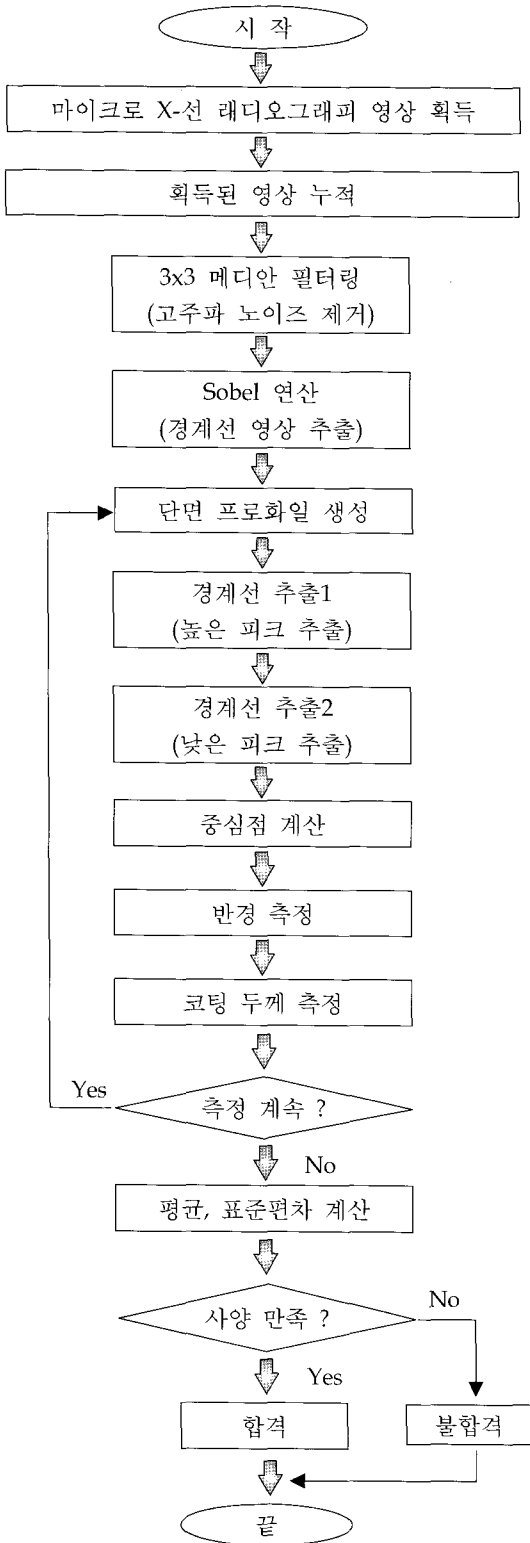 시 작
마이크로 X-선 래디오그래피 영상 획득
획득된 영상 누적
3x3 메디안 필터링
(고주파 노이즈 제거)
Sobel 연산
(경계선 영상 추출)
단면 프로화일 생성
경계선 추출1
(높은 피크 추출)
경계선 추출2
(낮은 피크 추출)
중심점 계산
반경 측정
코팅 두께 측정
Yes
측정 계속 ?
No
평균, 표준편차 계산
사양 만족 ?
No
Yes
합격
불합격
끝